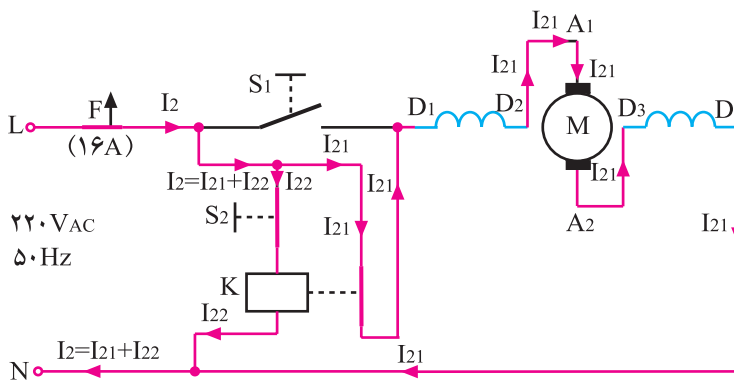 I21 A1
I21 I21
S1
D1 D2 D3 D
I2
F
L
M
(۱۶A)
I21
I2=I21+I22 I22 I21 I21
S2
A2
۲۲۰VAC
I21 I21
۵۰Hz
K
I22
I2=I21+I22 I21
N